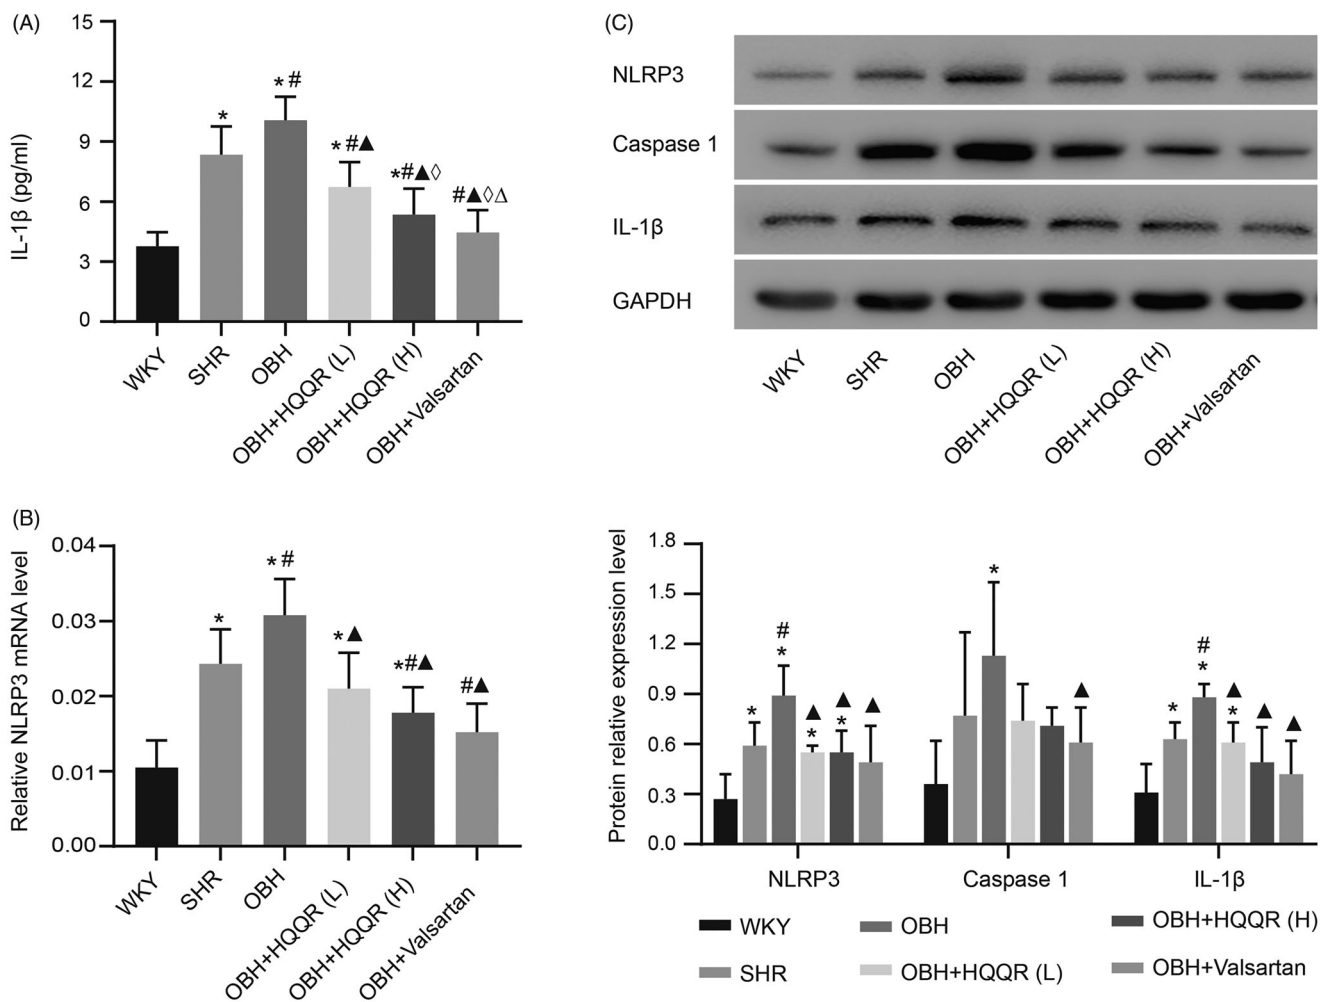 (A)
IL-1β (pg/ml)
15
12
9
6
3
0
*
* #
* #▲
*#▲◊
#▲◊Δ
WKY
SHR
OBH
OBH+HQQR (L)
OBH+HQQR (H)
OBH+Valsartan
(B)
Relative NLRP3 mRNA level
0.04
0.03
0.02
0.01
0.00
*
* #
* ▲
*#▲
#▲
WKY
SHR
OBH
OBH+HQQR (L)
OBH+HQQR (H)
OBH+Valsartan
(C)
NLRP3
Caspase 1
IL-1β
GAPDH
WKY
SHR
OBH
OBH+HQQR (L)
OBH+HQQR (H)
OBH+Valsartan
Protein relative expression level
1.8
1.5
1.2
0.9
0.6
0.3
0.0
*
#
*
▲
*
▲
*
▲
*
▲
*
#
*
▲
*
▲
▲
NLRP3
Caspase 1
IL-1β
WKY
OBH
OBH+HQQR (H)
SHR
OBH+HQQR (L)
OBH+Valsartan